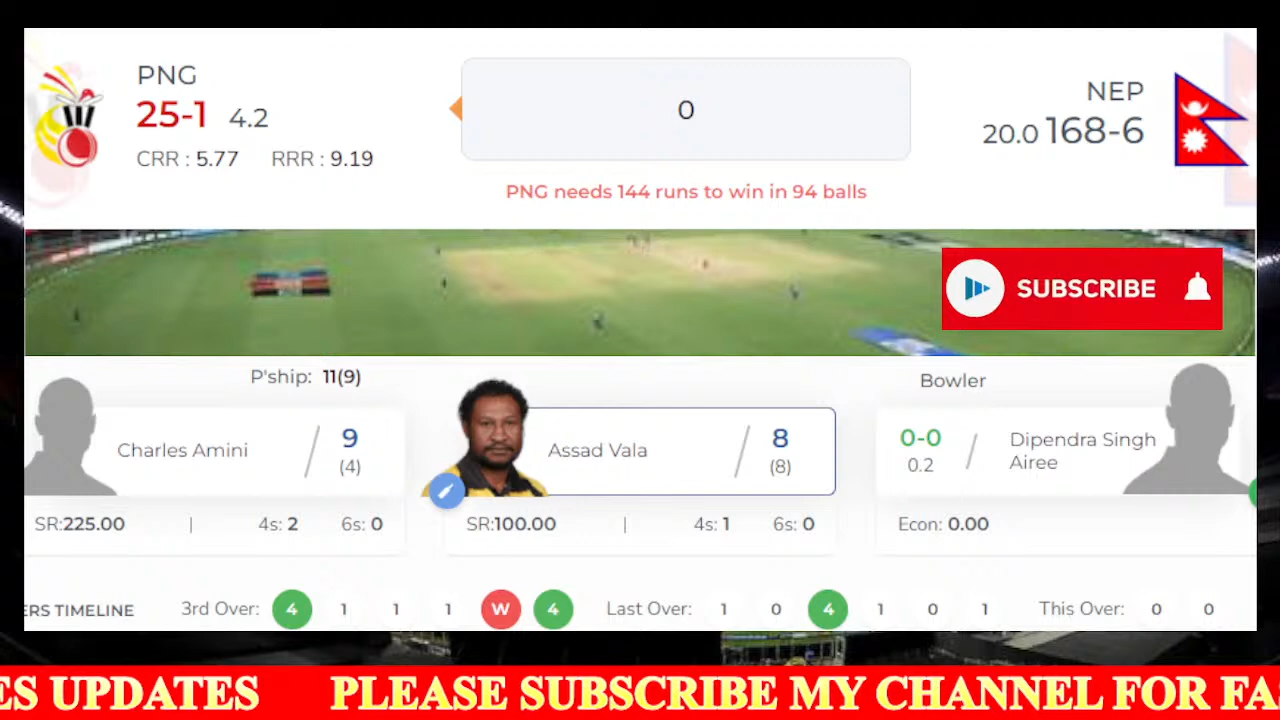 PNG
25-1 4.2
CRR : 5.77 RRR : 9.19
0
PNG needs 144 runs to win in 94 balls
NEP
20.0 168-6
SUBSCRIBE
P'ship: 11(9)
Charles Amini / 9
(4)
SR:225.00 | 4s: 2 6s: 0
Assad Vala / 8
(8)
SR:100.00 | 4s: 1 6s: 0
Bowler
0-0
0.2 / Dipendra Singh
Airee
Econ: 0.00
ERS TIMELINE 3rd Over: 4 1 1 1 W 4 Last Over: 1 0 4 1 0 1 This Over: 0 0
ES UPDATES PLEASE SUBSCRIBE MY CHANNEL FOR FA